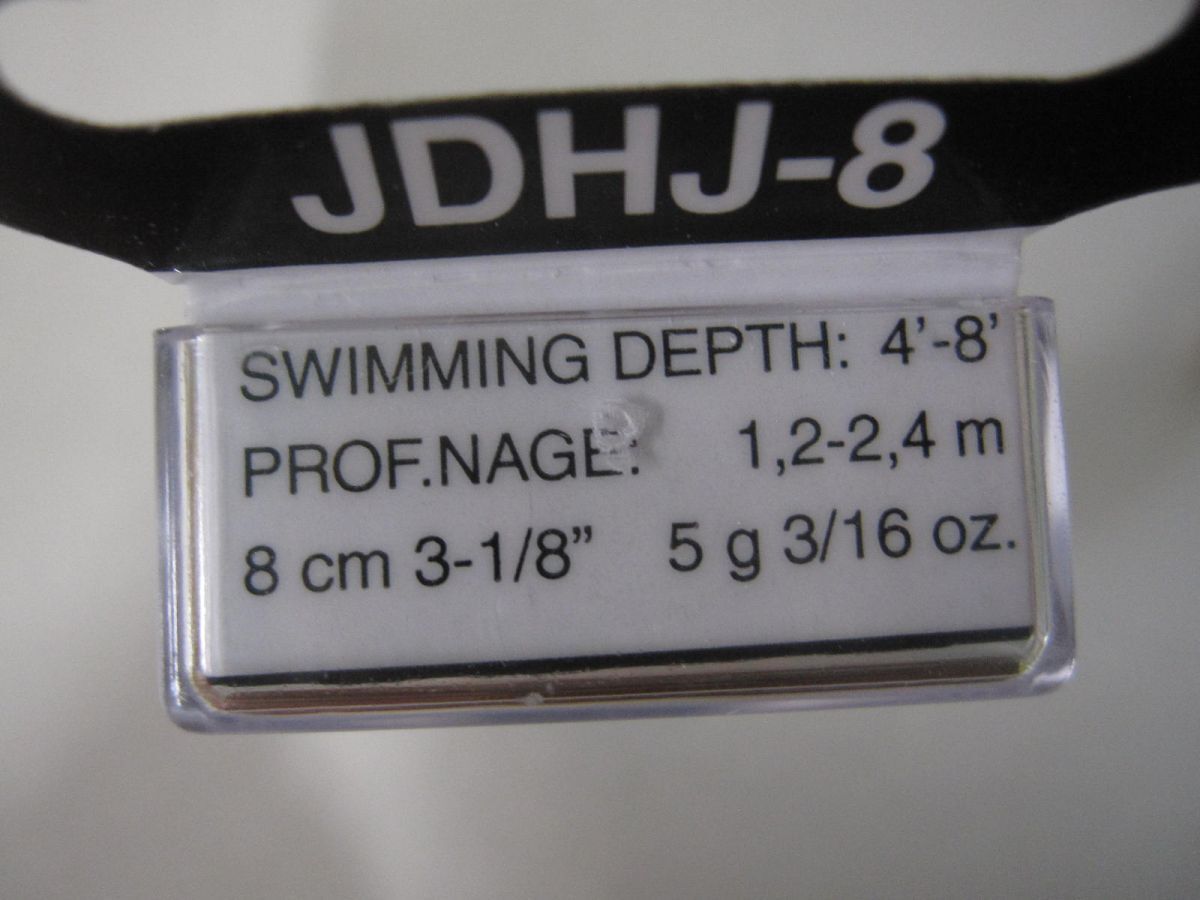 JDHJ-8
SWIMMING DEPTH: 4'-8'
PROF.NAGE: 1,2-2,4 m
8 cm 3-1/8” 5 g 3/16 oz.